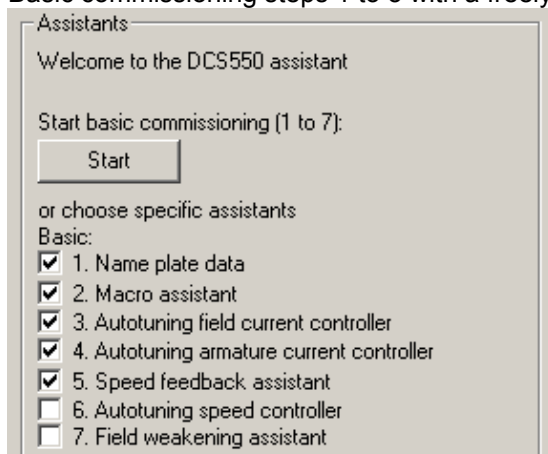 Basic commissioning steps to with a freely
Assistants
Welcome to the DCS550 assistant
Start basic commissioning (1 to 7):
Start
or choose specific assistants
Basic:
1. Name plate data
2. Macro assistant
3. Autotuning field current controller
4. Autotuning armature current controller
5. Speed feedback assistant
6. Autotuning speed controller
7. Field weakening assistant